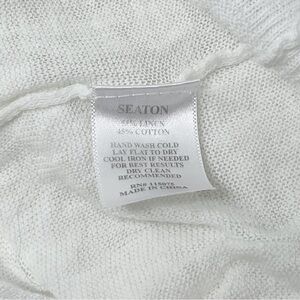 SEATON
55% LINEN
45% COTTON
HAND WASH COLD
LAY FLAT TO DRY
COOL IRON IF NEEDED
FOR BEST RESULTS
DRY CLEAN
RECOMMENDED
RN#
MADE IN CHINA